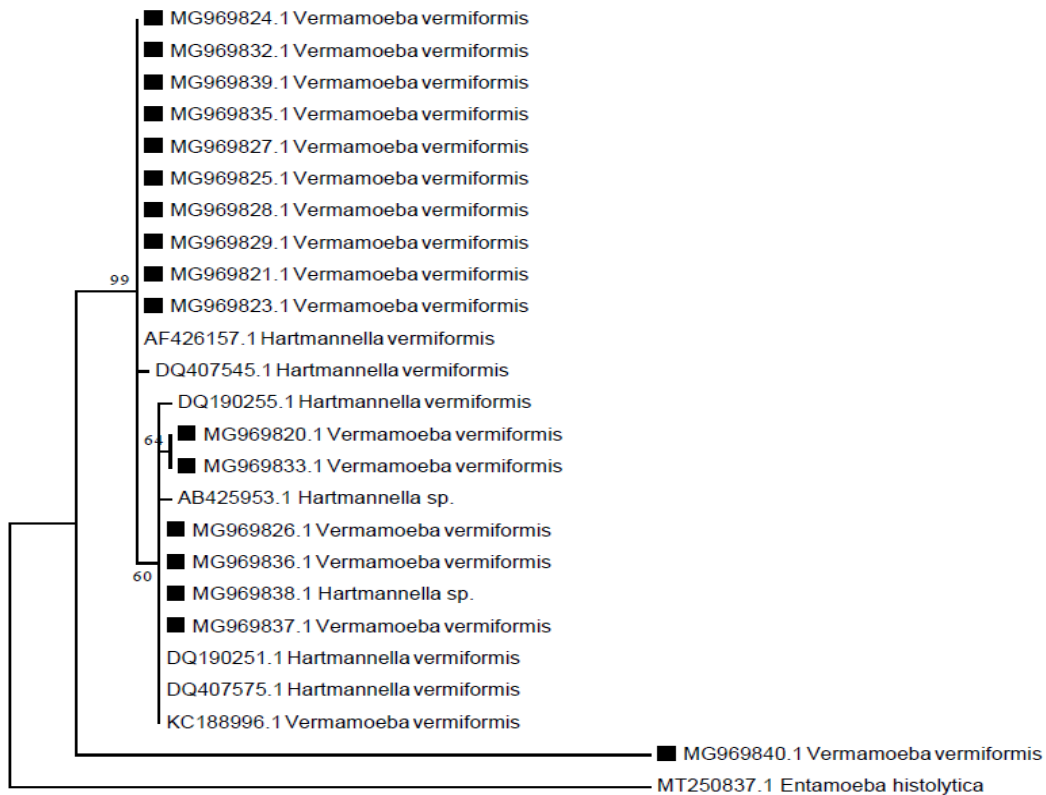 MG969824.1 Vermamoeba vermiformis
MG969832.1 Vermamoeba vermiformis
MG969839.1 Vermamoeba vermiformis
MG969835.1 Vermamoeba vermiformis
MG969827.1 Vermamoeba vermiformis
MG969825.1 Vermamoeba vermiformis
MG969828.1 Vermamoeba vermiformis
MG969829.1 Vermamoeba vermiformis
99
MG969821.1 Vermamoeba vermiformis
MG969823.1 Vermamoeba vermiformis
AF426157.1 Hartmannella vermiformis
DQ407545.1 Hartmannella vermiformis
DQ190255.1 Hartmannella vermiformis
64
MG969820.1 Vermamoeba vermiformis
MG969833.1 Vermamoeba vermiformis
AB425953.1 Hartmannella sp.
MG969826.1 Vermamoeba vermiformis
MG969836.1 Vermamoeba vermiformis
60
MG969838.1 Hartmannella sp.
MG969837.1 Vermamoeba vermiformis
DQ190251.1 Hartmannella vermiformis
DQ407575.1 Hartmannella vermiformis
KC188996.1 Vermamoeba vermiformis
MG969840.1 Vermamoeba vermiformis
MT250837.1 Entamoeba histolytica